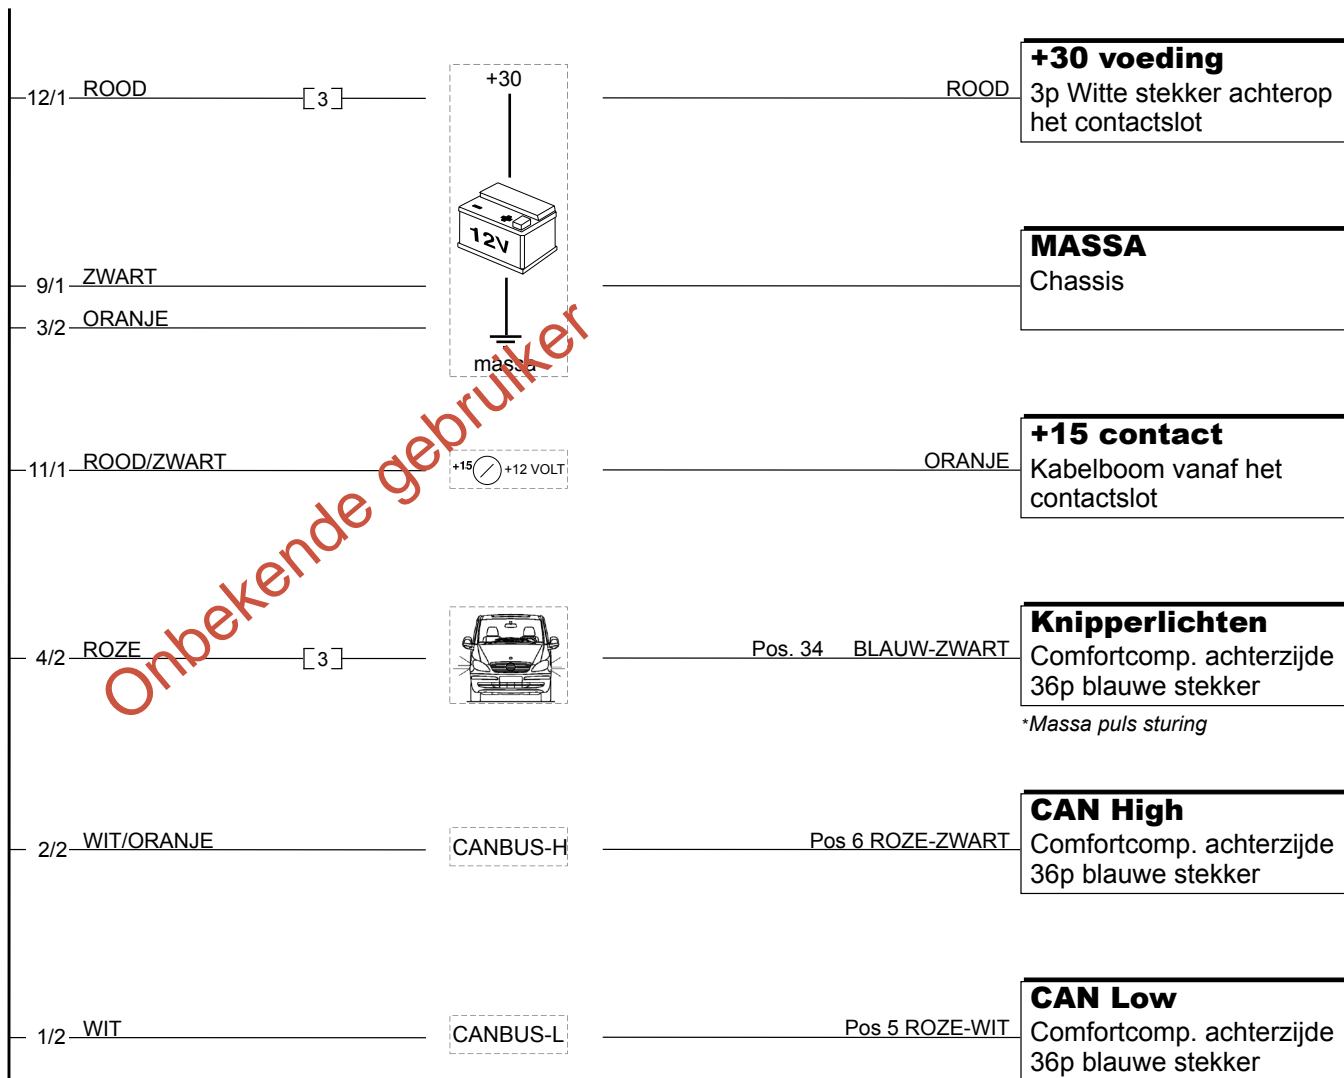 12/1 ROOD [3] +30 ROOD
+30 voeding
3p Witte stekker achterop
het contactslot
12V
9/1 ZWART
3/2 ORANJE
massa
MASSA
Chassis
11/1 ROOD/ZWART +15 +12 VOLT ORANJE
+15 contact
Kabelboom vanaf het
contactslot
Onbekende gebruiker
4/2 ROZE [3] Pos. 34 BLAUW-ZWART
Knipperlichten
Comfortcomp. achterzijde
36p blauwe stekker
*Massa puls sturing
2/2 WIT/ORANJE CANBUS-H Pos 6 ROZE-ZWART
CAN High
Comfortcomp. achterzijde
36p blauwe stekker
1/2 WIT CANBUS-L Pos 5 ROZE-WIT
CAN Low
Comfortcomp. achterzijde
36p blauwe stekker